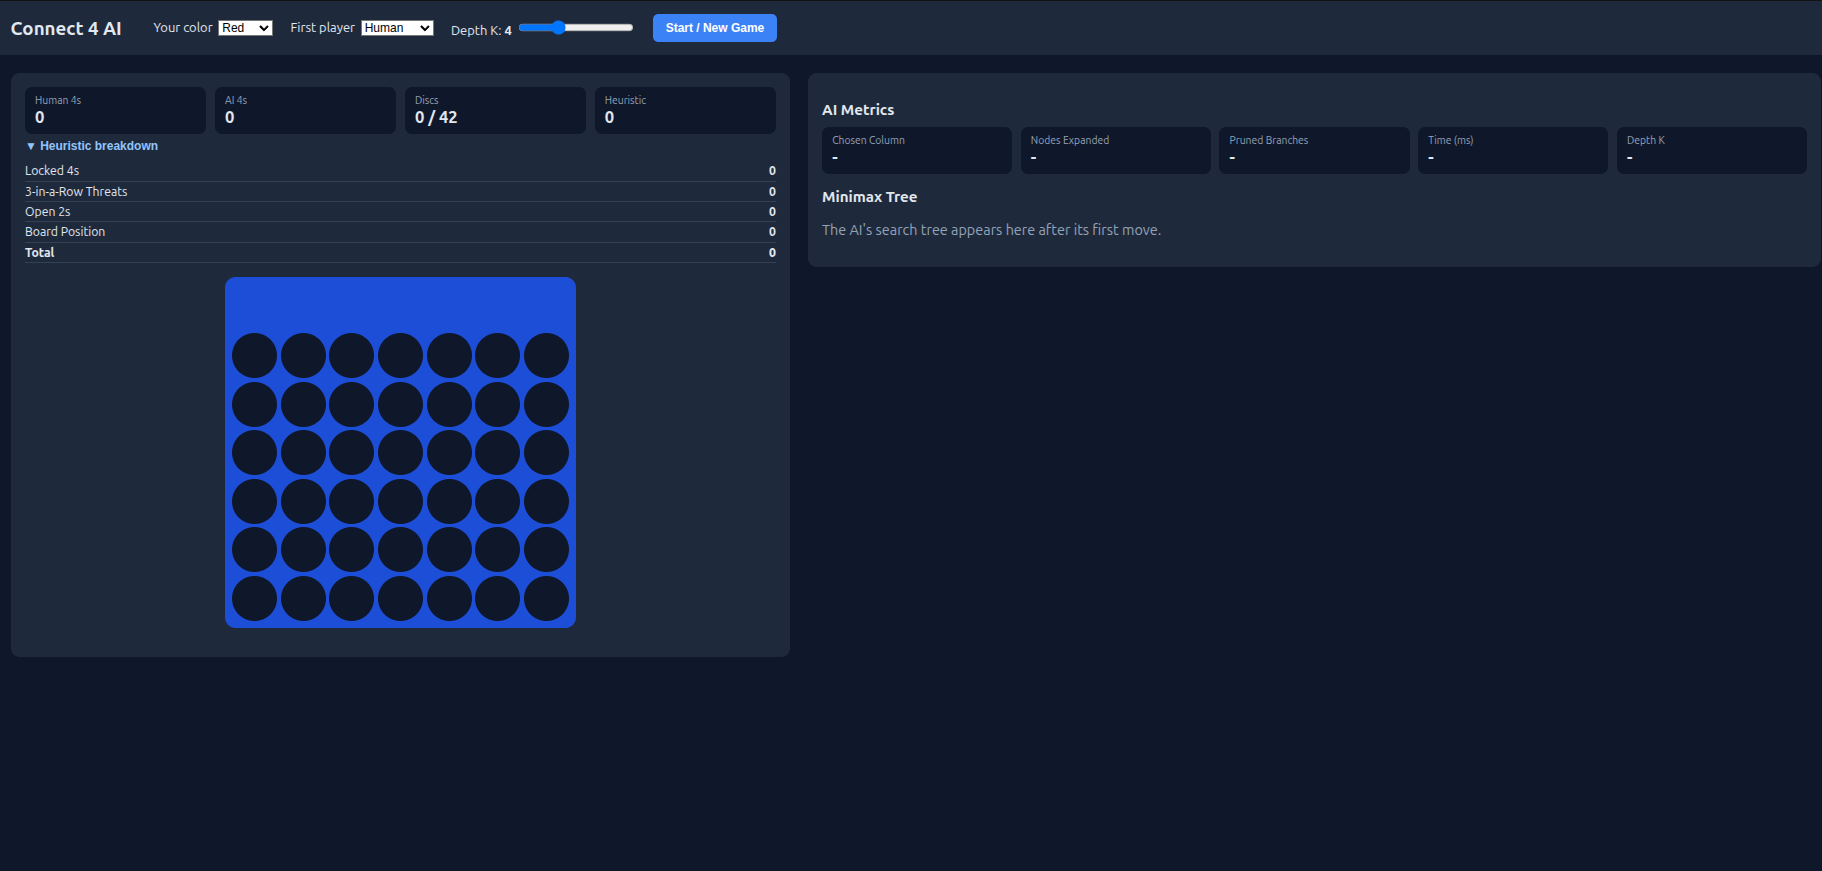 Connect 4 AI Your color Red First player Human Depth K: 4 Start / New Game
Human 4s AI 4s Discs Heuristic
0 0 0 / 42 0
▼ Heuristic breakdown
Locked 4s 0
3-in-a-Row Threats 0
Open 2s 0
Board Position 0
Total 0
AI Metrics
Chosen Column Nodes Expanded Pruned Branches Time (ms) Depth K
- - - - -
Minimax Tree
The AI's search tree appears here after its first move.